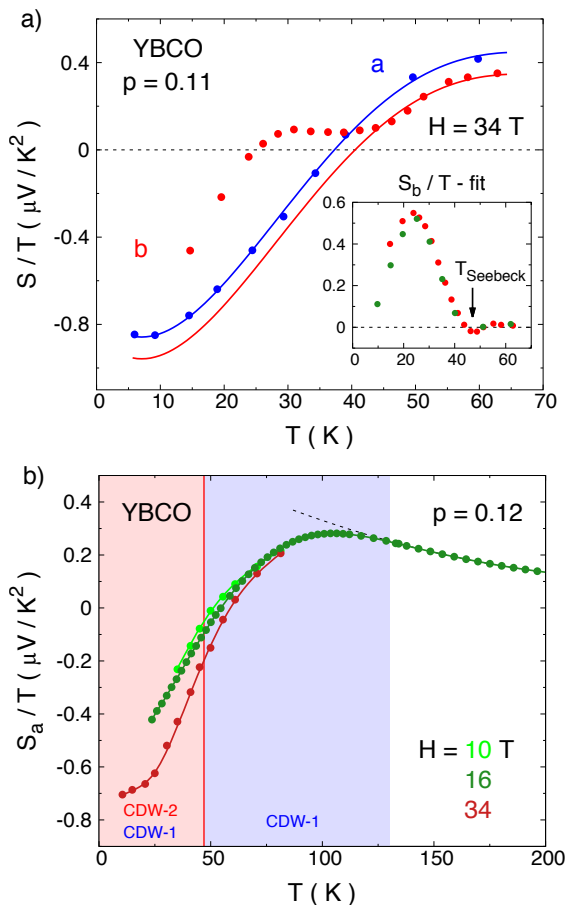 a)
YBCO
p = 0.11
a
H = 34 T
b
S / T ( μV / K² )
0.4
0
-0.4
-0.8
0 10 20 30 40 50 60 70
T ( K )
S_b / T - fit
T_Seebeck
0.6
0.4
0.2
0
0 20 40 60
b)
YBCO
p = 0.12
S_a / T ( μV / K² )
0.4
0.2
0
-0.2
-0.4
-0.6
-0.8
H = 10 T
16
34
CDW-2
CDW-1 CDW-1
0 50 100 150 200
T ( K )